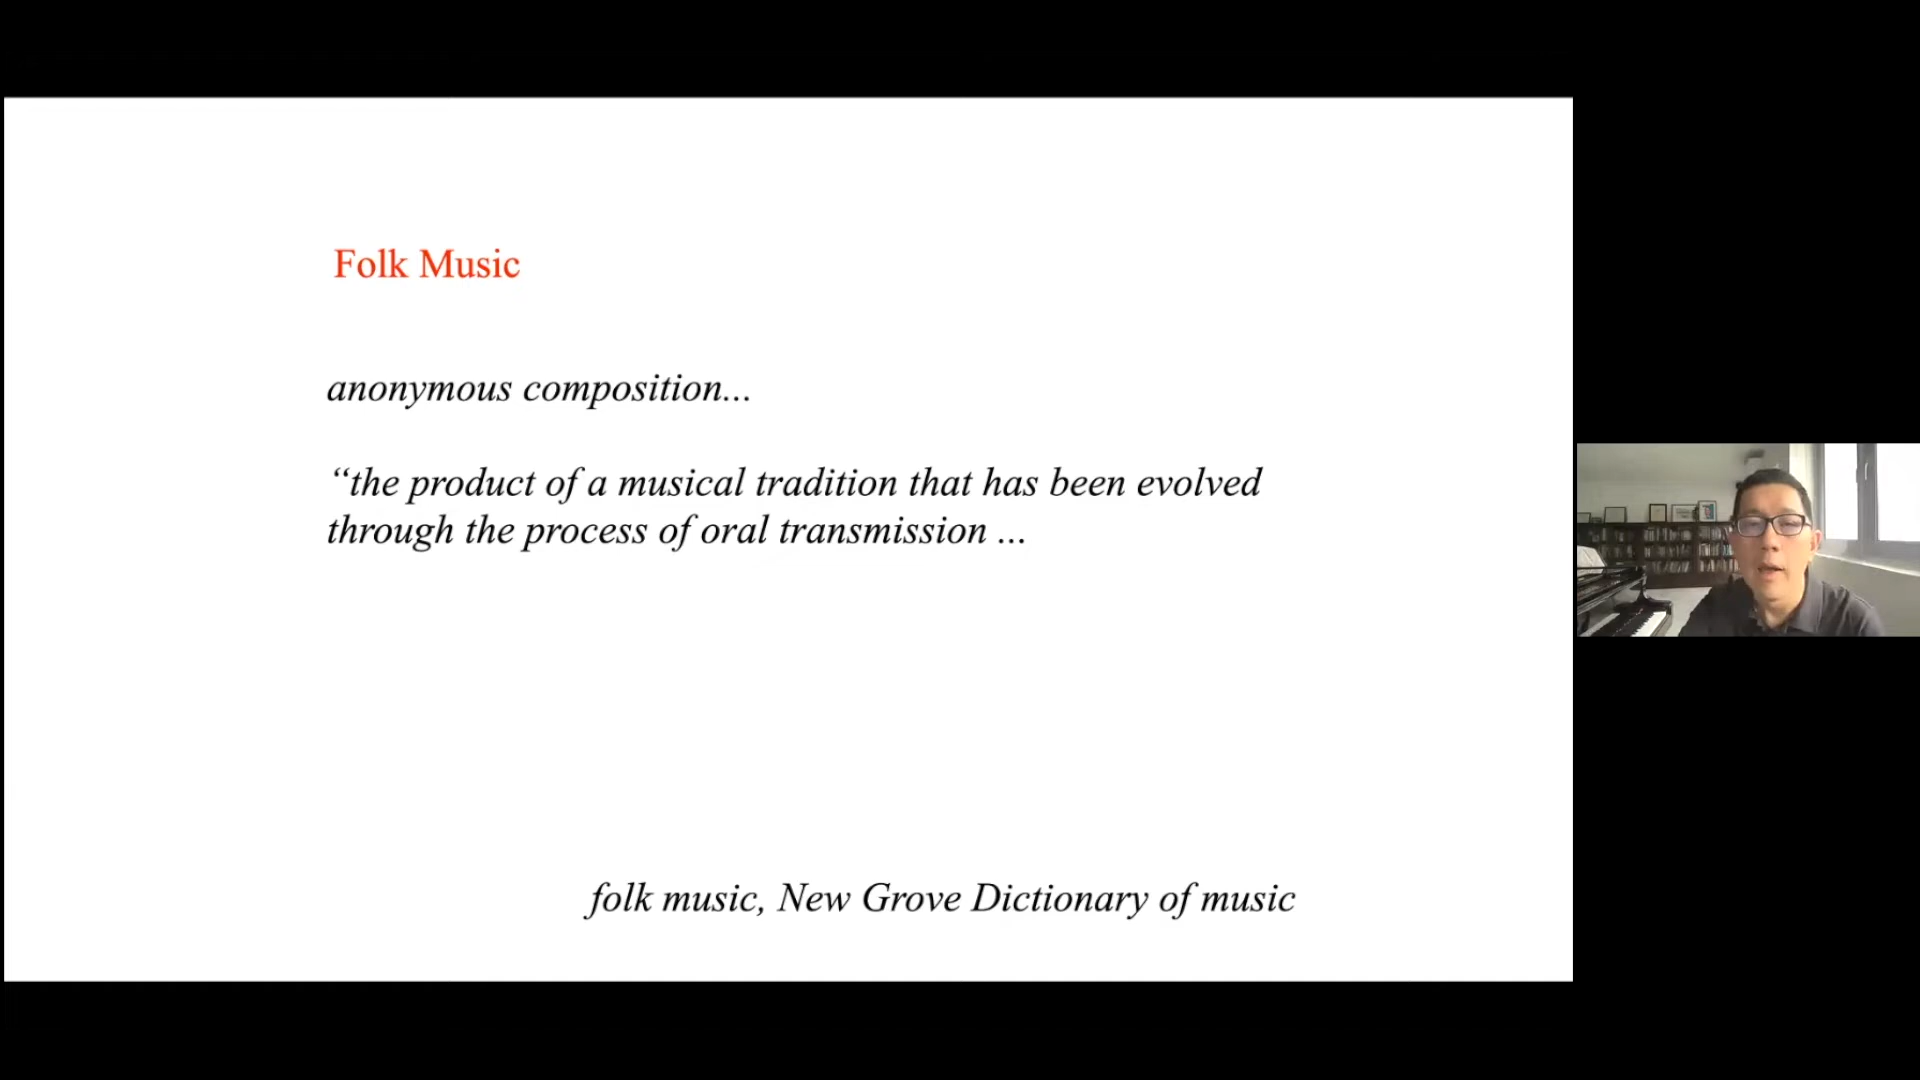 Folk Music
anonymous composition...
“the product of a musical tradition that has been evolved
through the process of oral transmission ...
folk music, New Grove Dictionary of music